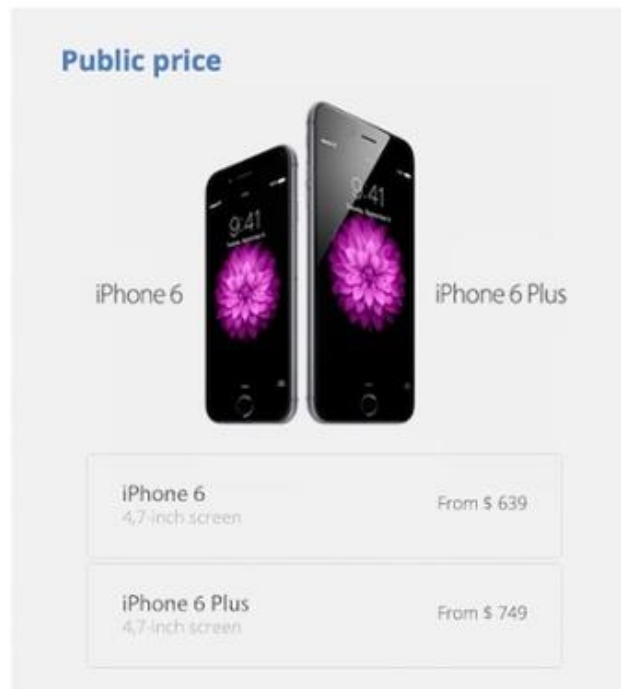 Public price
9:41
9:41
iPhone 6
iPhone 6 Plus
iPhone 6
4,7-inch screen
From $ 639
iPhone 6 Plus
4,7-inch screen
From $ 749